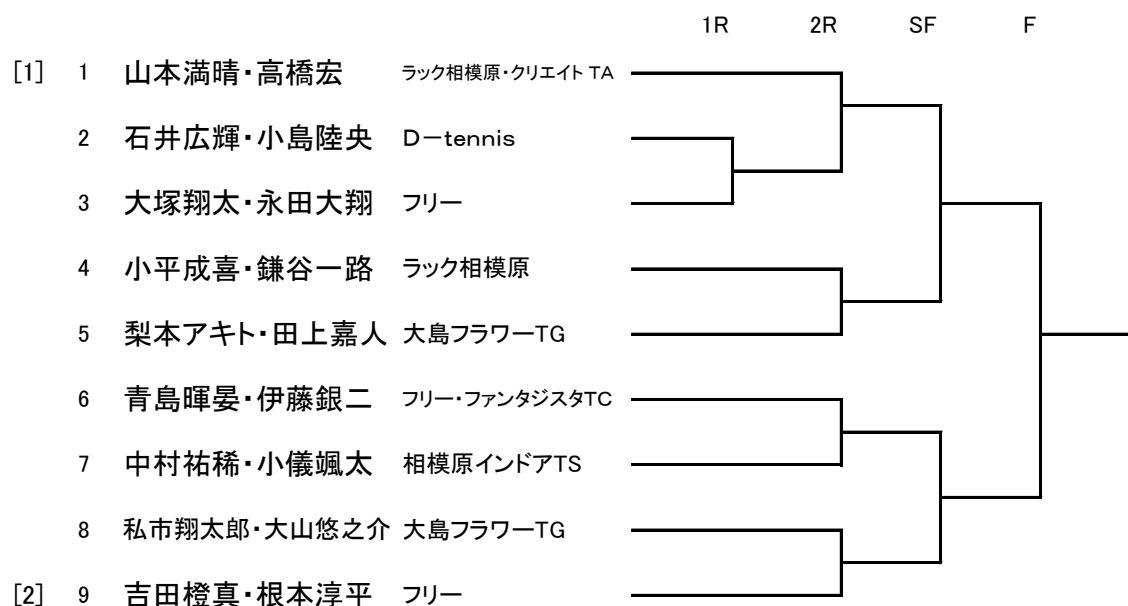 1R 2R SF F
[1] 1 山本満晴・高橋宏 ラック相模原・クリエイト TA
2 石井広輝・小島陸央 D－tennis
3 大塚翔太・永田大翔 フリー
4 小平成喜・鎌谷一路 ラック相模原
5 梨本アキト・田上嘉人 大島フラワーTG
6 青島暉晏・伊藤銀二 フリー・ファンタジスタTC
7 中村祐稀・小儀颯太 相模原インドアTS
8 私市翔太郎・大山悠之介 大島フラワーTG
[2] 9 吉田橙真・根本淳平 フリー